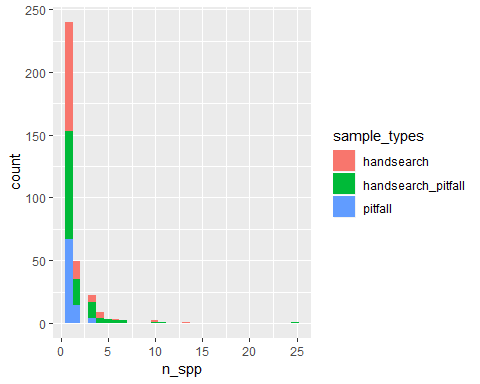 250
200
150
100
50
0
count
0 5 10 15 20 25
n_spp
sample_types
handsearch
handsearch_pitfall
pitfall